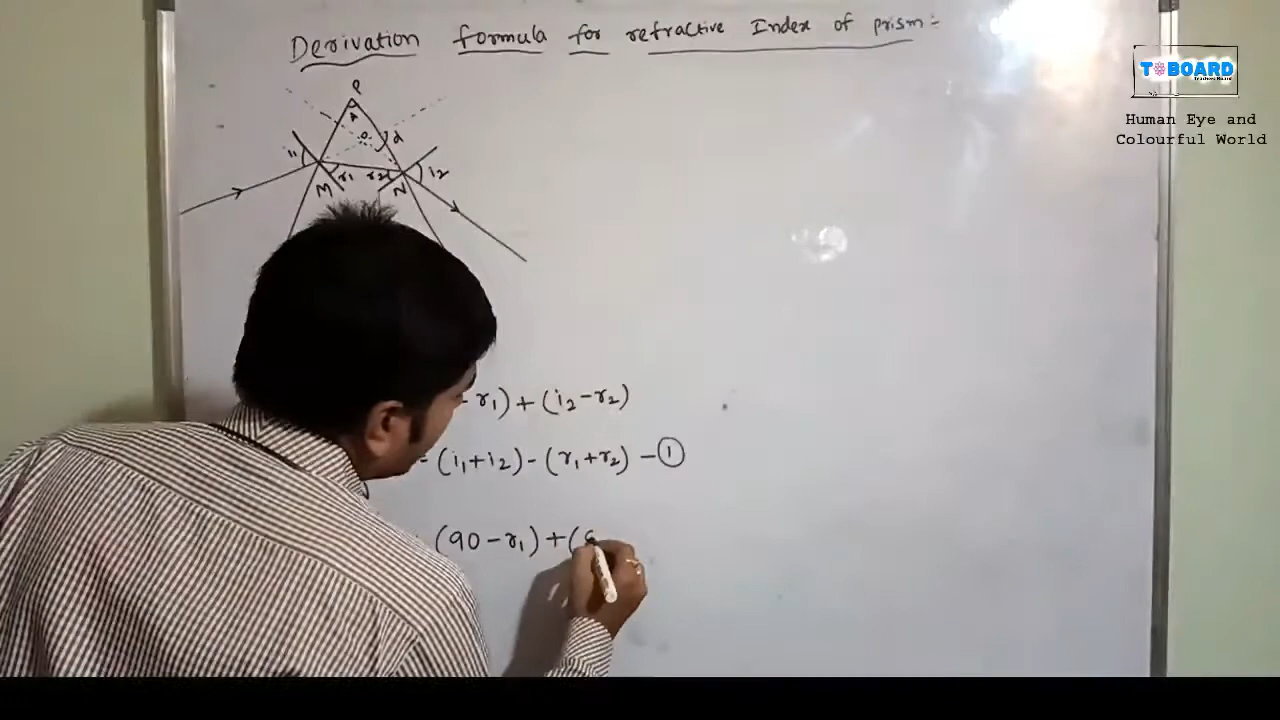 Derivation formula for refractive Index of prism:-
TOBOARD
Human Eye and
Colourful World
P
A
d
i1
M r1 r2 N i2
- r1) + (i2 - r2)
- (i1 + i2) - (r1 + r2) - ①
(90 - r1) + (